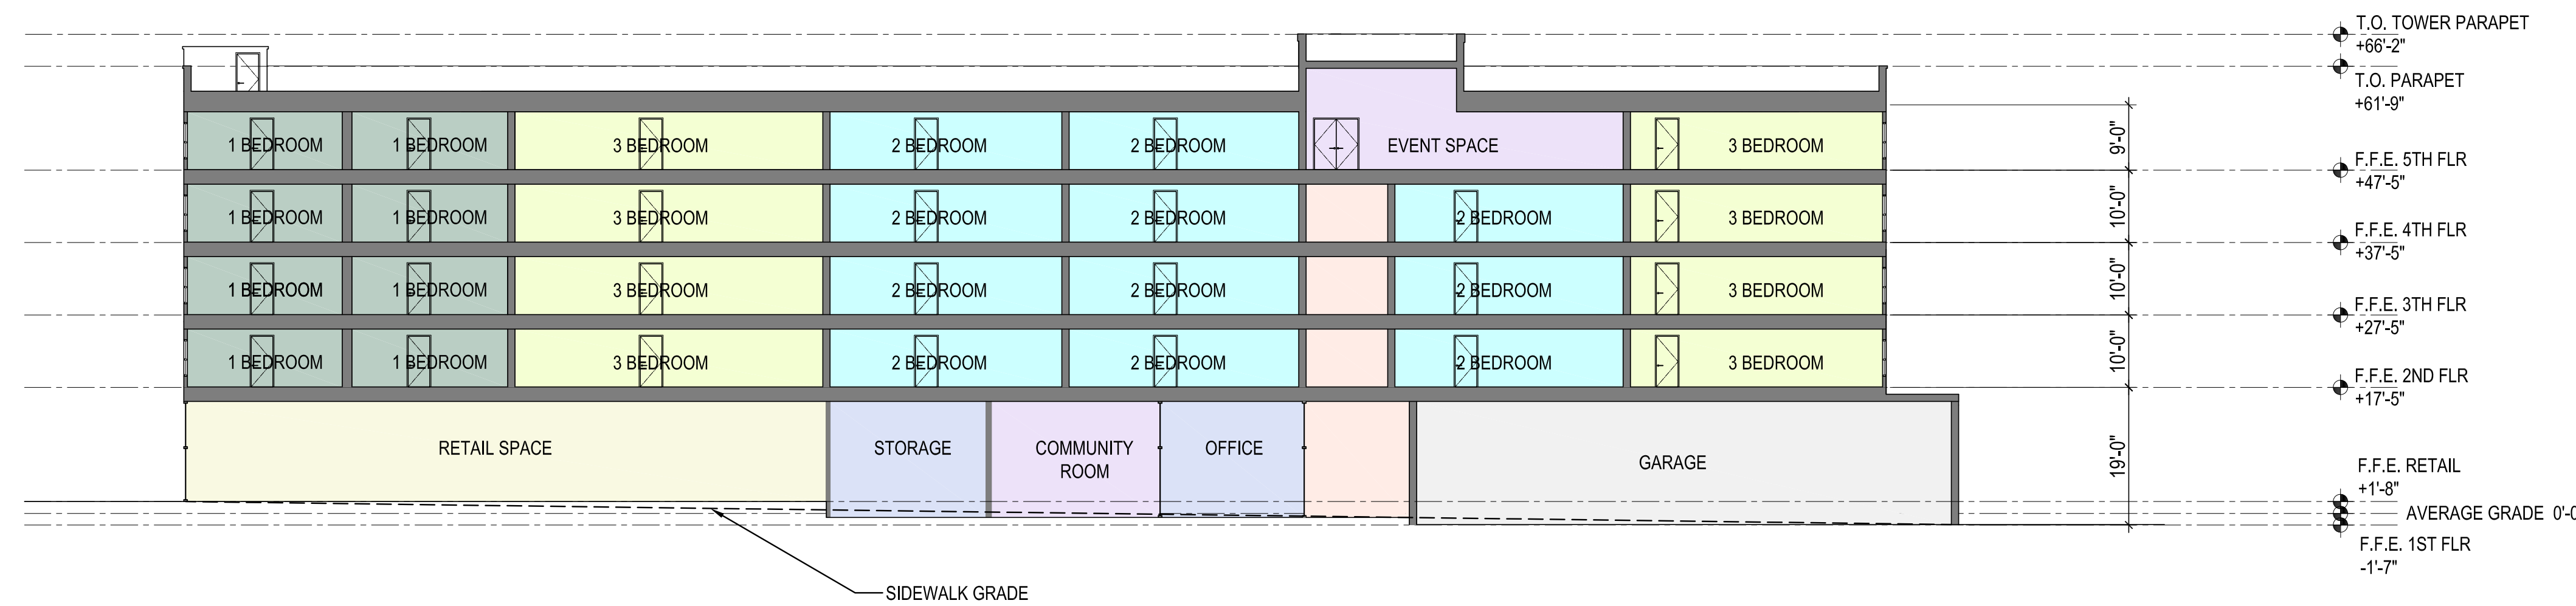 T.O. TOWER PARAPET
+66'-2"
T.O. PARAPET
+61'-9"
1 BEDROOM 1 BEDROOM 3 BEDROOM 2 BEDROOM 2 BEDROOM EVENT SPACE 3 BEDROOM
9'-0"
F.F.E. 5TH FLR
+47'-5"
1 BEDROOM 1 BEDROOM 3 BEDROOM 2 BEDROOM 2 BEDROOM 2 BEDROOM 3 BEDROOM
10'-0"
F.F.E. 4TH FLR
+37'-5"
1 BEDROOM 1 BEDROOM 3 BEDROOM 2 BEDROOM 2 BEDROOM 2 BEDROOM 3 BEDROOM
10'-0"
F.F.E. 3TH FLR
+27'-5"
1 BEDROOM 1 BEDROOM 3 BEDROOM 2 BEDROOM 2 BEDROOM 2 BEDROOM 3 BEDROOM
10'-0"
F.F.E. 2ND FLR
+17'-5"
RETAIL SPACE STORAGE COMMUNITY
ROOM
OFFICE
GARAGE
19'-0"
F.F.E. RETAIL
+1'-8"
AVERAGE GRADE 0'-0
F.F.E. 1ST FLR
-1'-7"
SIDEWALK GRADE